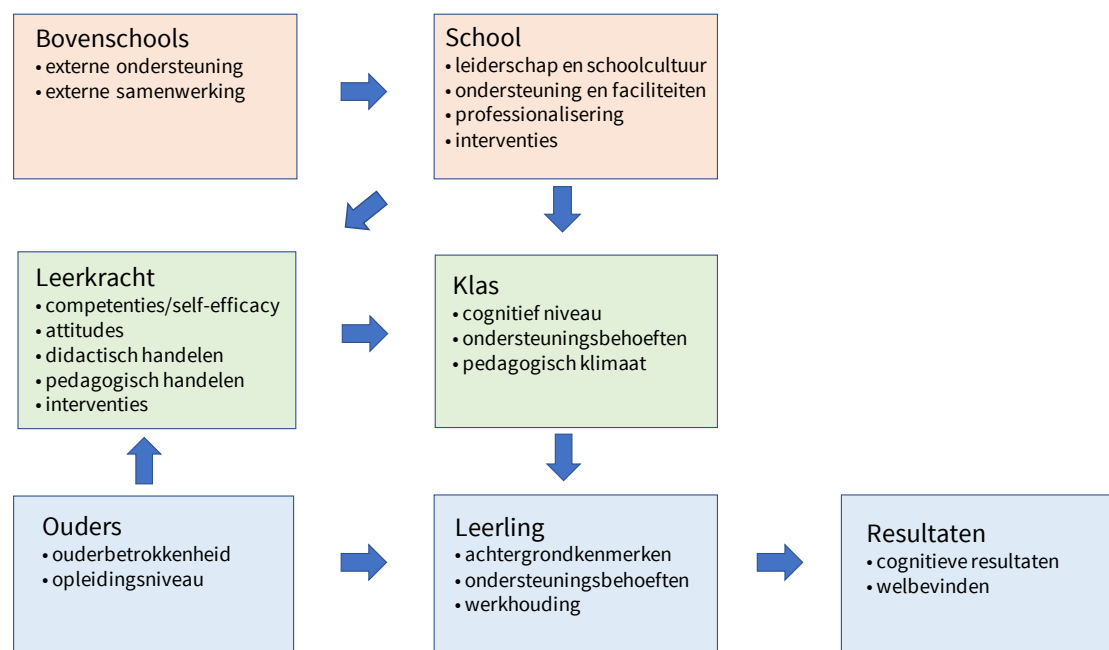 Bovenschools
• externe ondersteuning
• externe samenwerking
School
• leiderschap en schoolcultuur
• ondersteuning en faciliteiten
• professionalisering
• interventies
Leerkracht
• competenties/self-efficacy
• attitudes
• didactisch handelen
• pedagogisch handelen
• interventies
Klas
• cognitief niveau
• ondersteuningsbehoeften
• pedagogisch klimaat
Ouders
• ouderbetrokkenheid
• opleidingsniveau
Leerling
• achtergrondkenmerken
• ondersteuningsbehoeften
• werkhouding
Resultaten
• cognitieve resultaten
• welbevinden